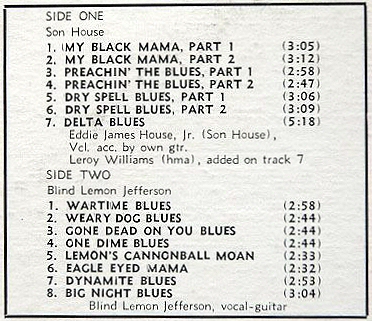 SIDE ONE
Son House
1. MY BLACK MAMA, PART 1 (3:05)
2. MY BLACK MAMA, PART 2 (3:12)
3. PREACHIN' THE BLUES, PART 1 (2:58)
4. PREACHIN' THE BLUES, PART 2 (2:47)
5. DRY SPELL BLUES, PART 1 (3:06)
6. DRY SPELL BLUES, PART 2 (3:09)
7. DELTA BLUES (5:18)
Eddie James House, Jr. (Son House),
Vcl. acc. by own gtr.
Leroy Williams (hma), added on track 7
SIDE TWO
Blind Lemon Jefferson
1. WARTIME BLUES (2:58)
2. WEARY DOG BLUES (2:44)
3. GONE DEAD ON YOU BLUES (2:44)
4. ONE DIME BLUES (2:44)
5. LEMON'S CANNONBALL MOAN (2:33)
6. EAGLE EYED MAMA (2:32)
7. DYNAMITE BLUES (2:53)
8. BIG NIGHT BLUES (3:04)
Blind Lemon Jefferson, vocal-guitar